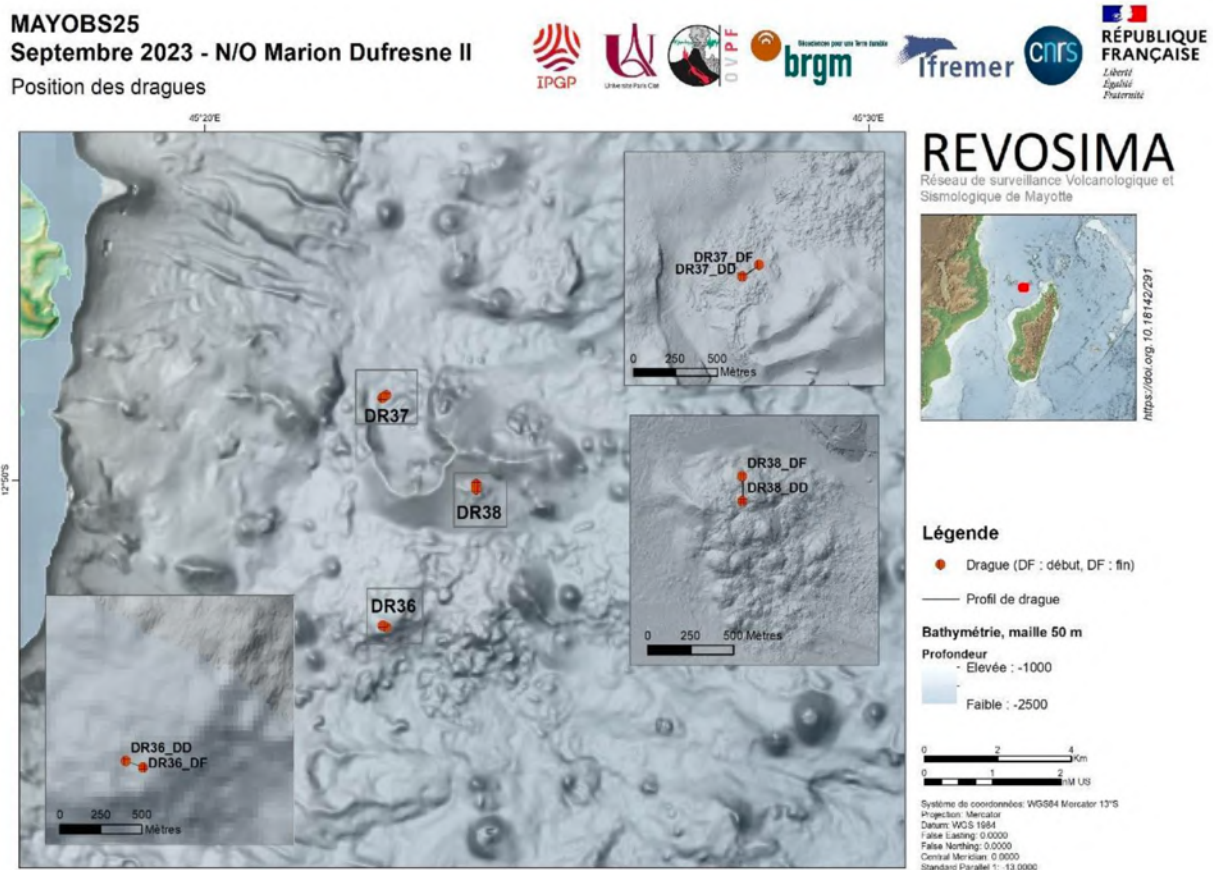 MAYOBS25
Septembre 2023 - N/O Marion Dufresne II
Position des dragues
IPGP
Université Paris Cité
OVPF
Géosciences pour une Terre durable
brgm
Ifremer
cnrs
RÉPUBLIQUE
FRANÇAISE
Liberté
Égalité
Fraternité
45°20'E
45°30'E
12°50'S
REVOSIMA
Réseau de surveillance Volcanologique et
Sismologique de Mayotte
https://doi.org.10.18142/291
DR37_DF
DR37_DD
0 250 500
Mètres
DR37
DR38
DR38_DF
DR38_DD
0 250 500 Mètres
DR36
DR36_DD
DR36_DF
0 250 500
Mètres
Légende
Drague (DF : début, DF : fin)
Profil de drague
Bathymétrie, maille 50 m
Profondeur
Elevée : -1000
Faible : -2500
0 2 4
Km
0 1 2
nM US
Système de coordonnées: WGS84 Mercator 13°S
Projection: Mercator
Datum: WGS 1984
False Easting: 0.0000
False Northing: 0.0000
Central Meridian: 0.0000
Standard Parallel 1: -13.0000